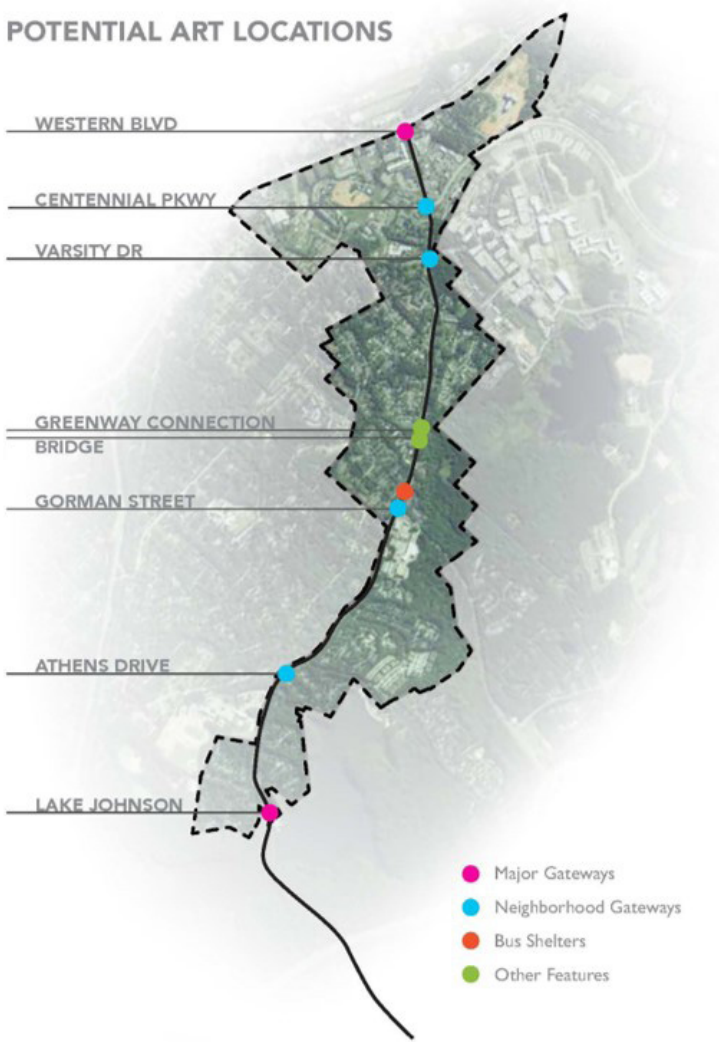 POTENTIAL ART LOCATIONS
WESTERN BLVD
CENTENNIAL PKWY
VARSITY DR
GREENWAY CONNECTION
BRIDGE
GORMAN STREET
ATHENS DRIVE
LAKE JOHNSON
Major Gateways
Neighborhood Gateways
Bus Shelters
Other Features